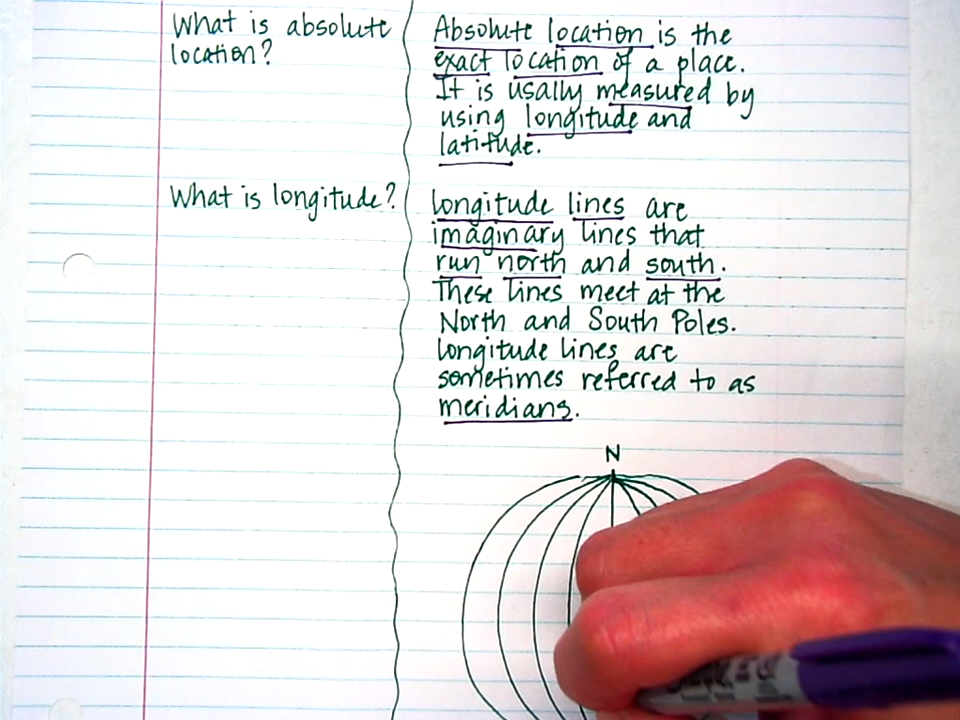 What is absolute
location?
Absolute location is the
exact location of a place.
It is usally measured by
using longitude and
latitude.
What is longitude?
longitude lines are
imaginary lines that
run north and south.
These lines meet at the
North and South Poles.
longitude lines are
sometimes referred to as
meridians.
N